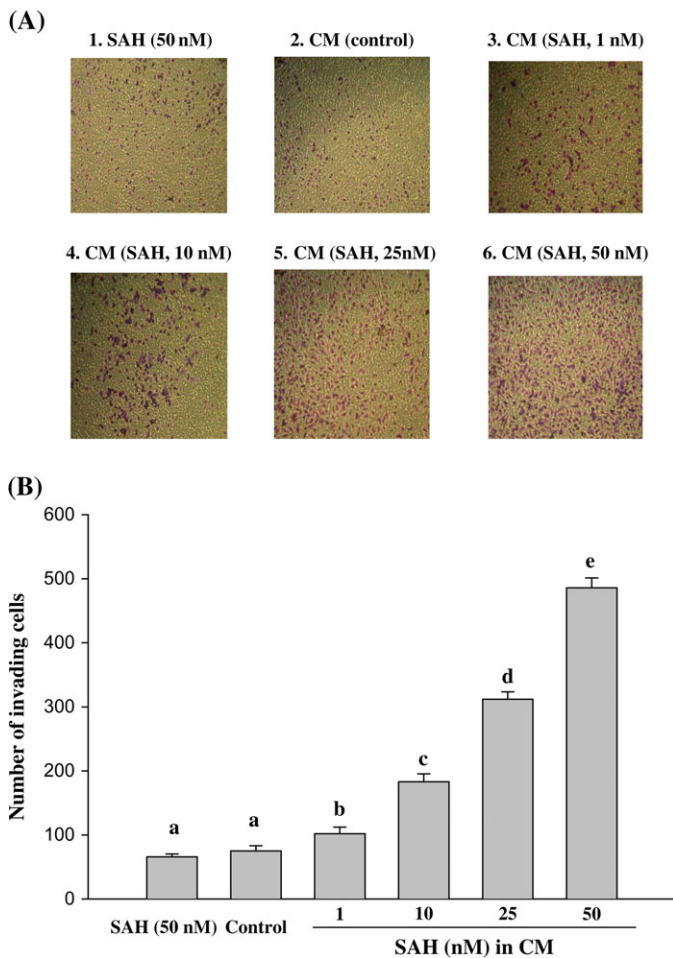 (A)
1. SAH (50 nM)
2. CM (control)
3. CM (SAH, 1 nM)
4. CM (SAH, 10 nM)
5. CM (SAH, 25nM)
6. CM (SAH, 50 nM)
(B)
Number of invading cells
600
500
400
300
200
100
0
a
a
b
c
d
e
SAH (50 nM)
Control
1
10
25
50
SAH (nM) in CM